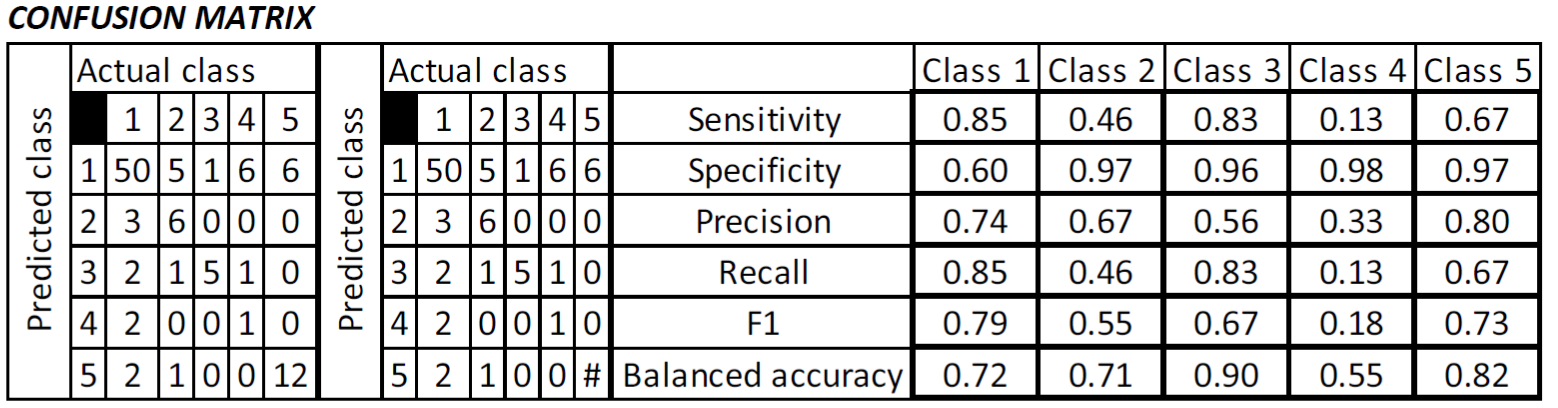 CONFUSION MATRIX
Predicted class Actual class Predicted class Actual class Class 1 Class 2 Class 3 Class 4 Class 5
1 2 3 4 5 1 2 3 4 5 Sensitivity 0.85 0.46 0.83 0.13 0.67
1 50 5 1 6 6 1 50 5 1 6 6 Specificity 0.60 0.97 0.96 0.98 0.97
2 3 6 0 0 0 2 3 6 0 0 0 Precision 0.74 0.67 0.56 0.33 0.80
3 2 1 5 1 0 3 2 1 5 1 0 Recall 0.85 0.46 0.83 0.13 0.67
4 2 0 0 1 0 4 2 0 0 1 0 F1 0.79 0.55 0.67 0.18 0.73
5 2 1 0 0 12 5 2 1 0 0 # Balanced accuracy 0.72 0.71 0.90 0.55 0.82